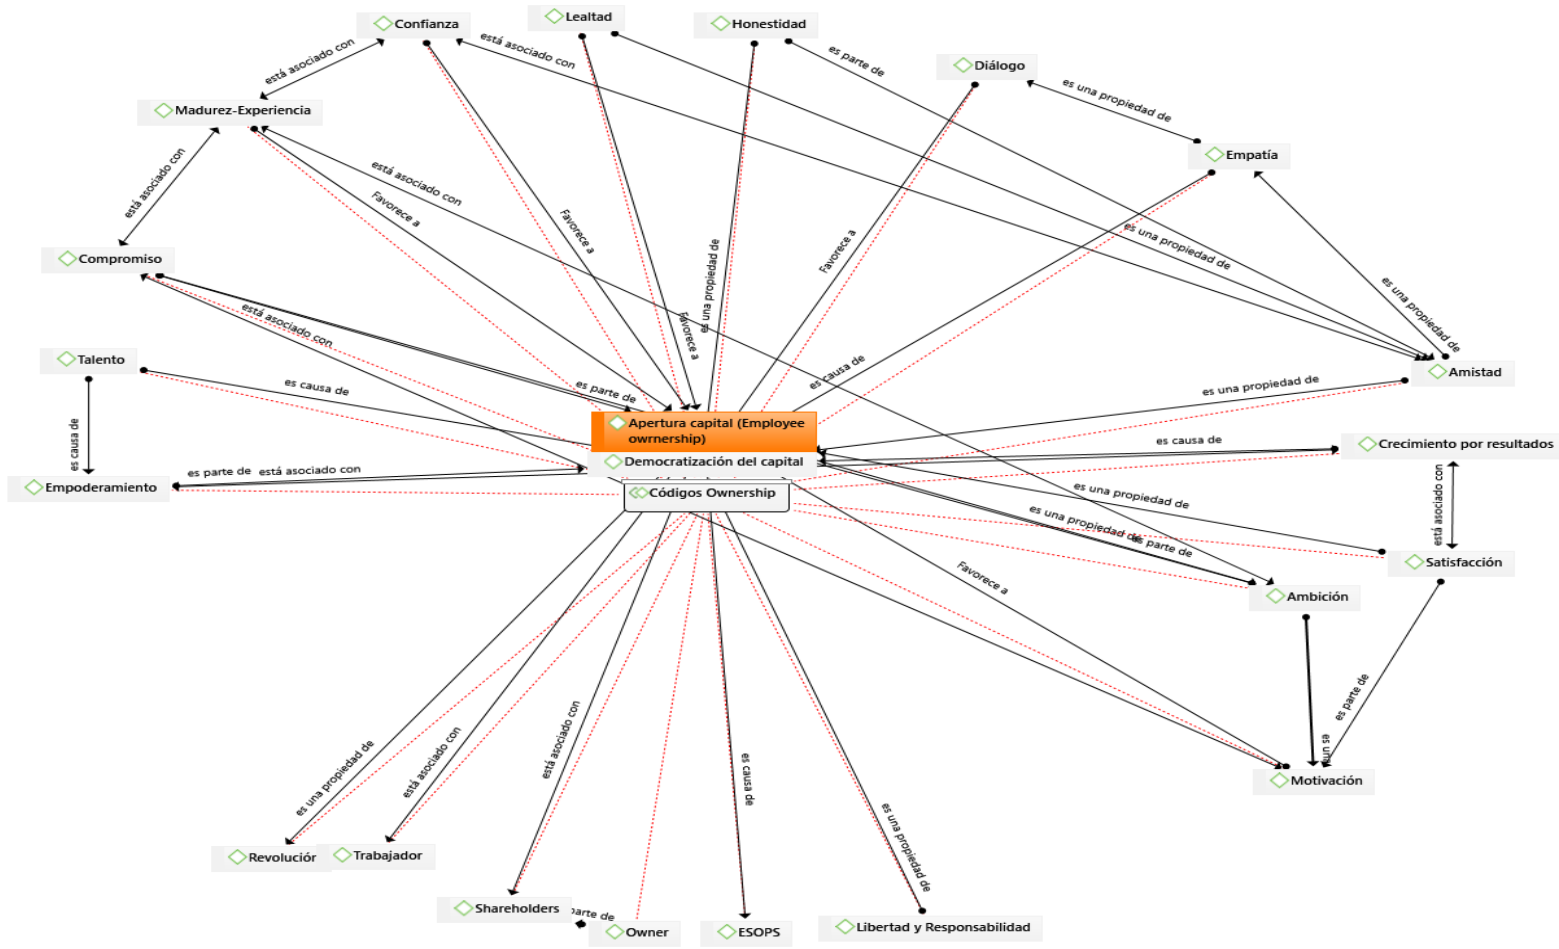 Confianza
Lealtad
Honestidad
está asociado con
está asociado con
es parte de
Diálogo
Madurez-Experiencia
es una propiedad de
Empatía
está asociado con
está asociado con
Favorece a
Favorece a
es una propiedad de
Favorece a
es una propiedad de
Compromiso
es una propiedad de
está asociado con
Favorece a
Talento
es causa de
es parte de
es causa de
es una propiedad de
Amistad
es causa de
Apertura capital (Employee
owrnership)
Democratización del capital
es causa de
Crecimiento por resultados
Empoderamiento
es parte de
está asociado con
Códigos Ownership
es una propiedad de
está asociado con
es una propiedad de
es parte de
Satisfacción
Favorece a
Ambición
es parte de
es una
Motivación
es una propiedad de
está asociado con
está asociado con
es causa de
es una propiedad de
Revolución
Trabajador
Shareholders
parte de
Owner
ESOPS
Libertad y Responsabilidad